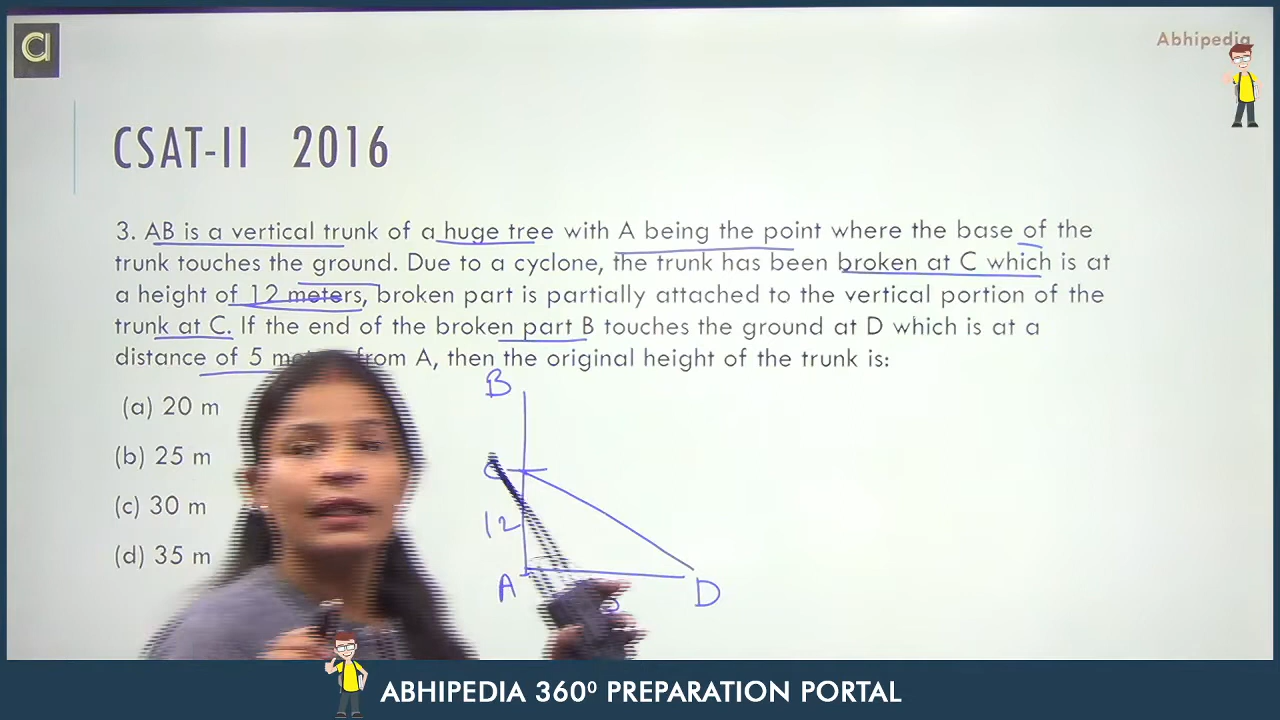 Abhipedia
CSAT-II 2016
3. AB is a vertical trunk of a huge tree with A being the point where the base of the
trunk touches the ground. Due to a cyclone, the trunk has been broken at C which is at
a height of 12 meters, broken part is partially attached to the vertical portion of the
trunk at C. If the end of the broken part B touches the ground at D which is at a
distance of 5 from A, then the original height of the trunk is:
(a) 20 m
(b) 25 m
(c) 30 m
(d) 35 m
B
C
12
A
D
ABHIPEDIA 360⁰ PREPARATION PORTAL